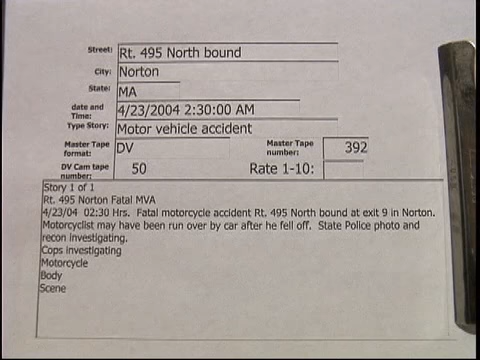 Street: Rt. 495 North bound
City: Norton
State: MA
date and Time: 4/23/2004 2:30:00 AM
Type Story: Motor vehicle accident
Master Tape format: DV Master Tape number: 392
DV Cam tape number: 50 Rate 1-10:
Story 1 of 1
Rt. 495 Norton Fatal MVA
4/23/04 02:30 Hrs. Fatal motorcycle accident Rt. 495 North bound at exit 9 in Norton.
Motorcyclist may have been run over by car after he fell off. State Police photo and
recon investigating.
Cops investigating
Motorcycle
Body
Scene